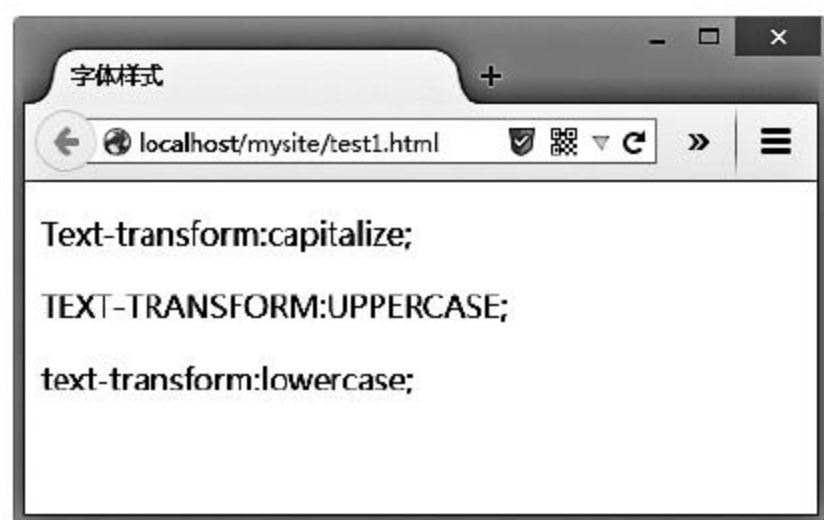 字体样式
localhost/mysite/test1.html
Text-transform:capitalize;
TEXT-TRANSFORM:UPPERCASE;
text-transform:lowercase;